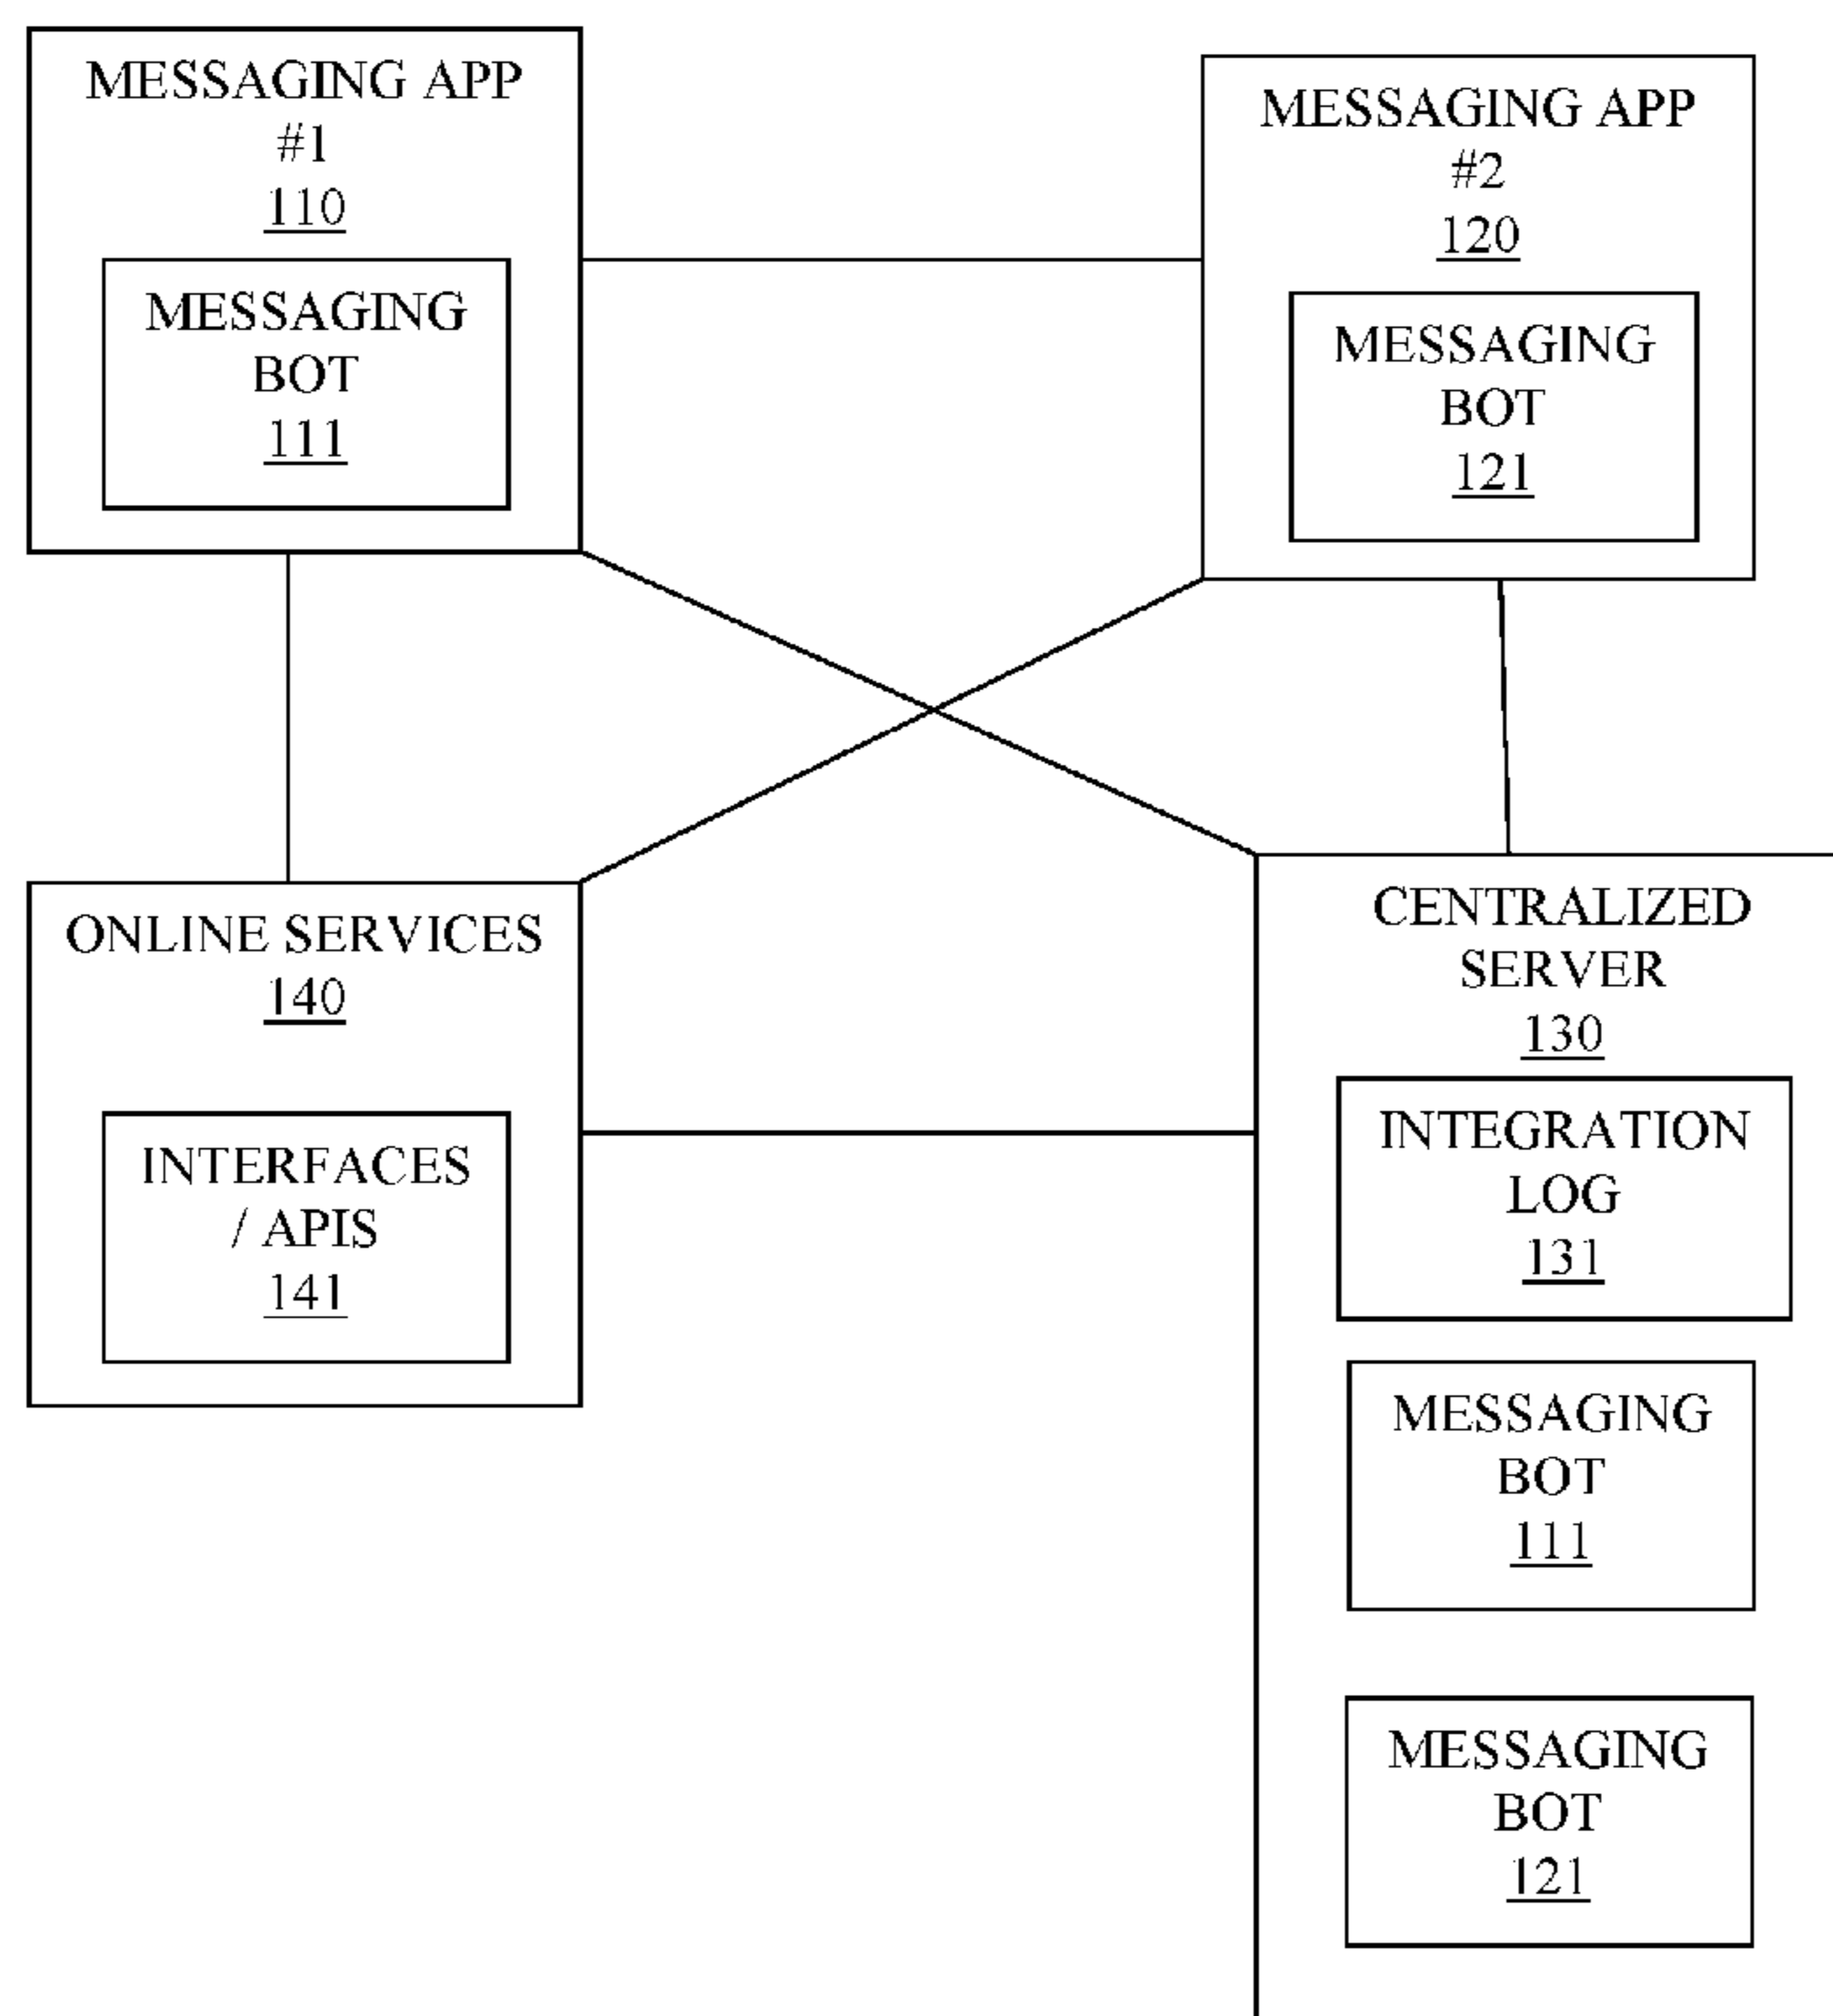 MESSAGING APP
#1
110
MESSAGING
BOT
111
MESSAGING APP
#2
120
MESSAGING
BOT
121
ONLINE SERVICES
140
INTERFACES
/ APIS
141
CENTRALIZED
SERVER
130
INTEGRATION
LOG
131
MESSAGING
BOT
111
MESSAGING
BOT
121